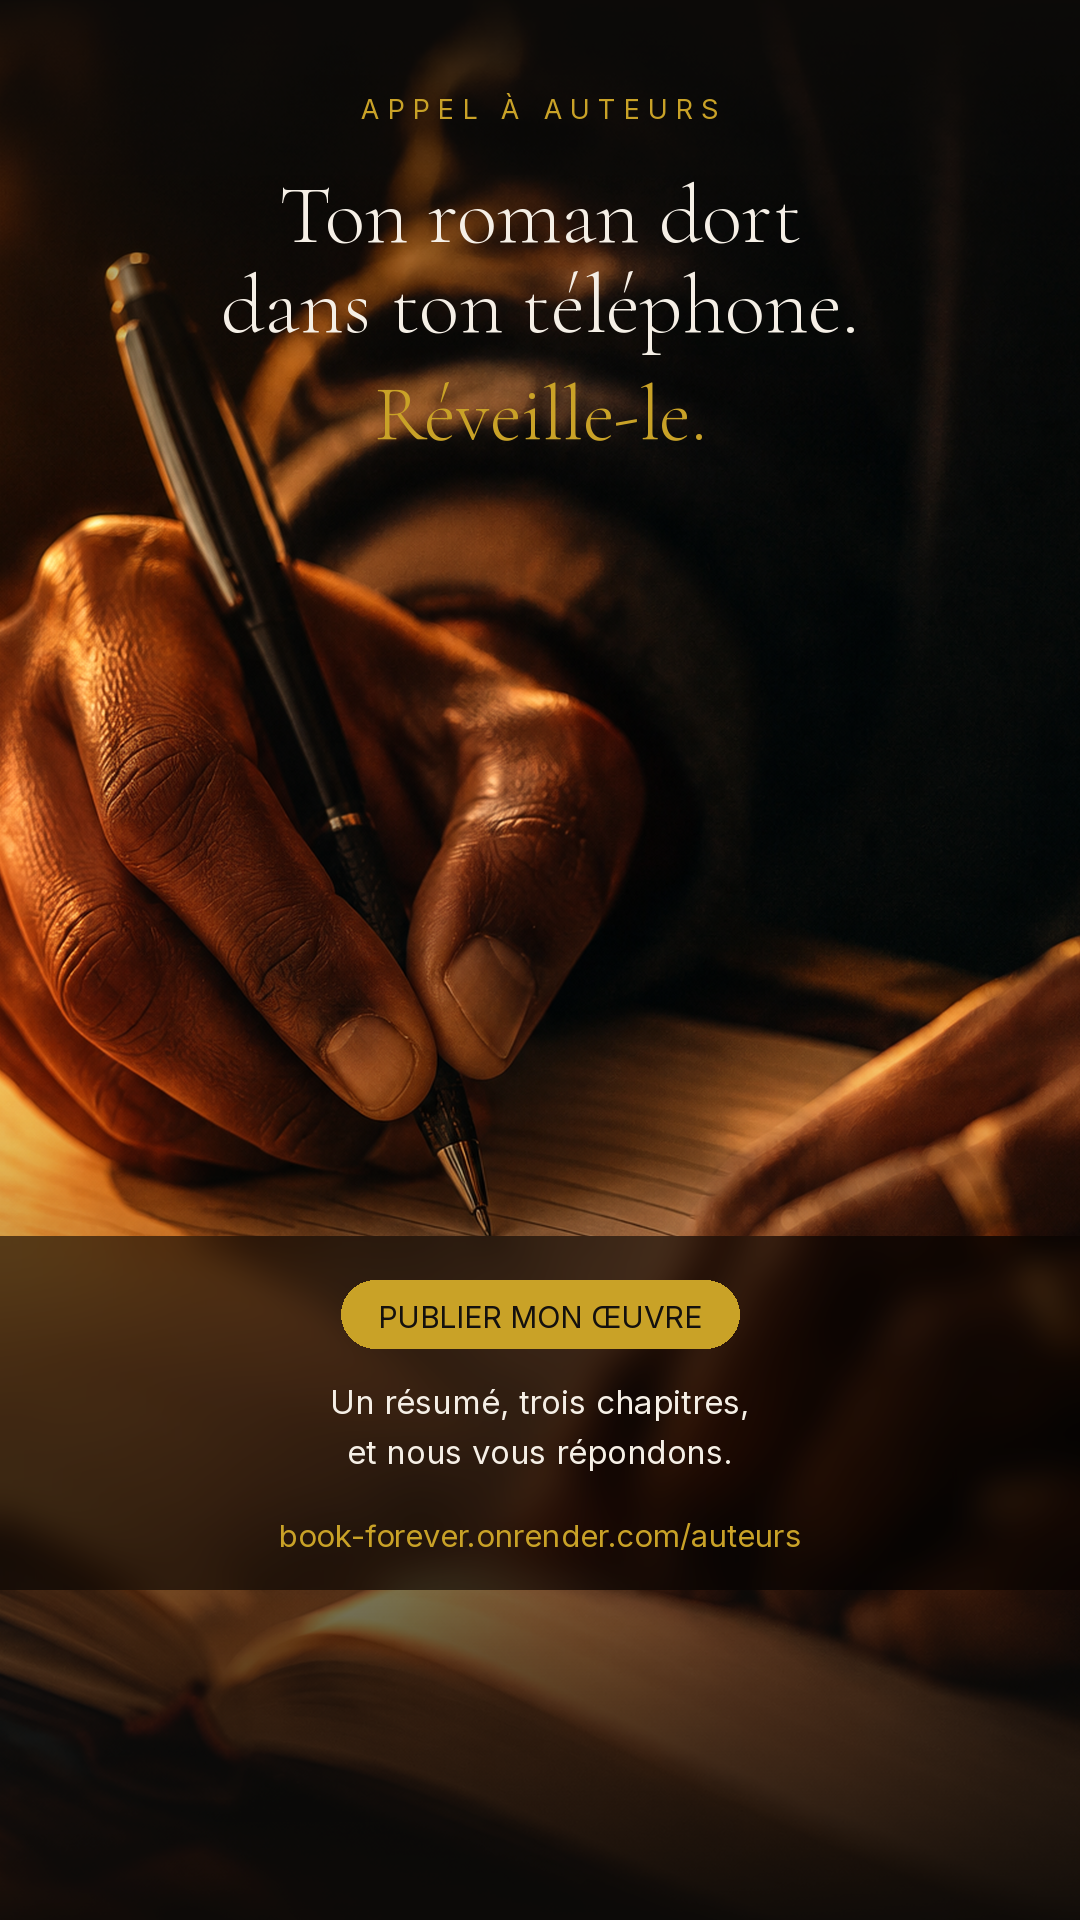 APPEL À AUTEURS
Ton roman dort
dans ton téléphone.
Réveille-le.
PUBLIER MON ŒUVRE
Un résumé, trois chapitres,
et nous vous répondons.
book-forever.onrender.com/auteurs